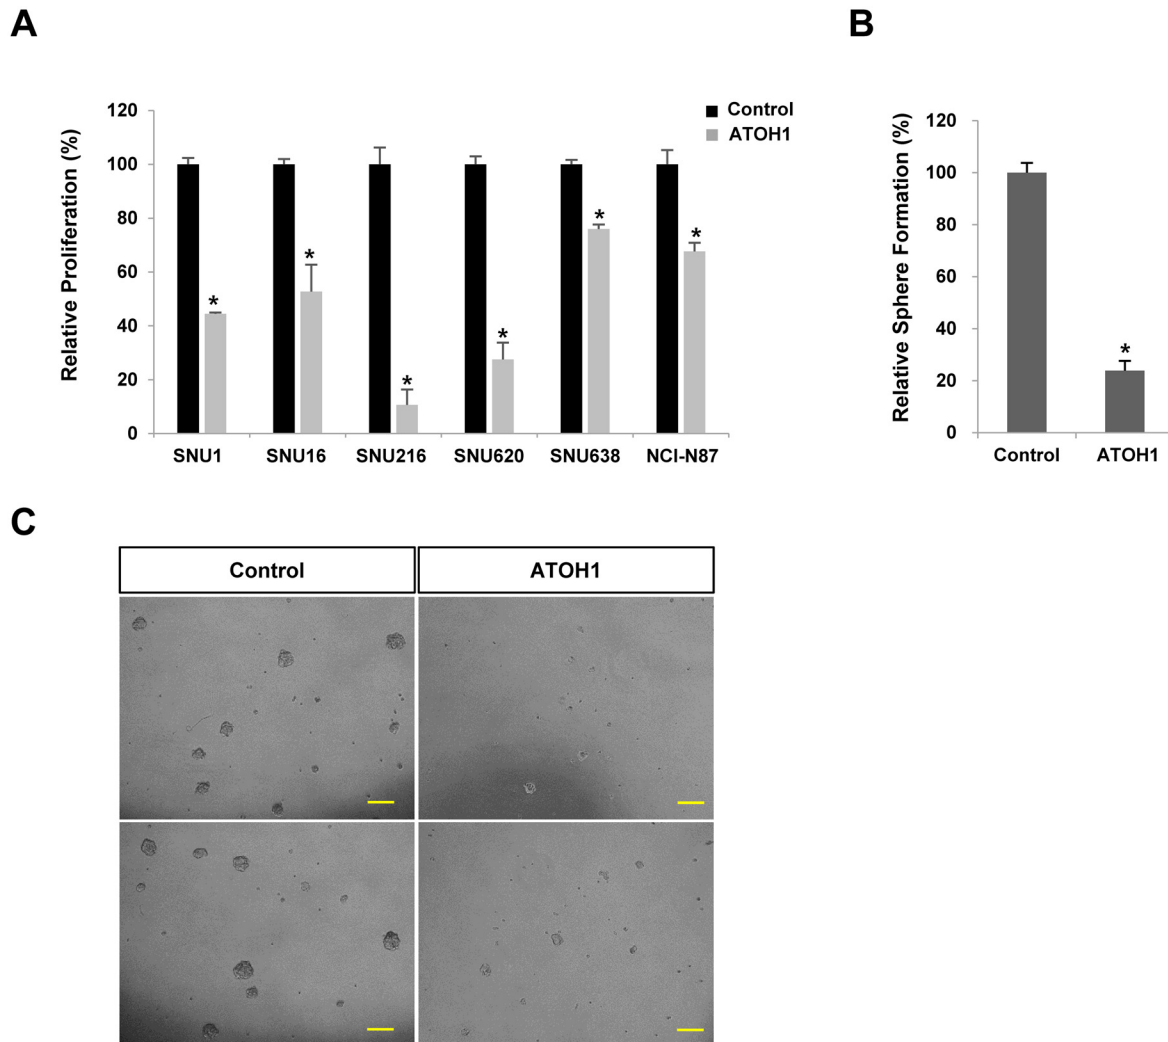 A
B
Control
ATOH1
Relative Proliferation (%)
120
100
80
60
40
20
0
*
*
*
*
*
*
SNU1 SNU16 SNU216 SNU620 SNU638 NCI-N87
Relative Sphere Formation (%)
120
100
80
60
40
20
0
*
Control ATOH1
C
Control ATOH1